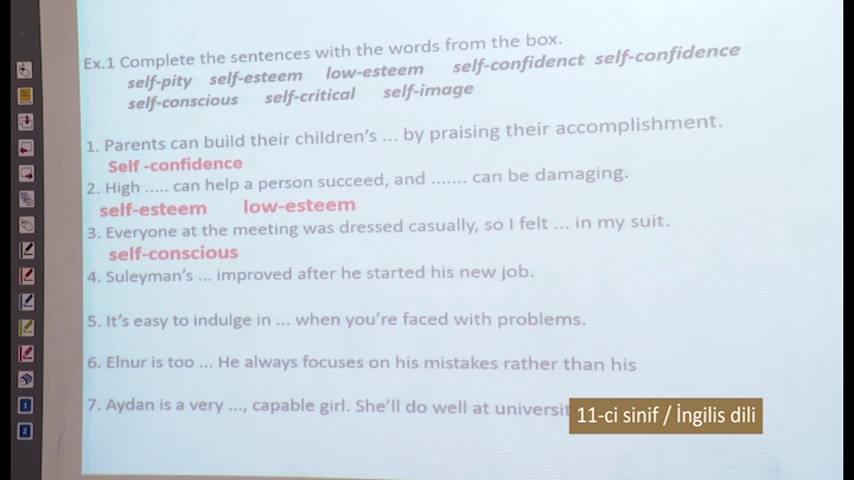 Ex.1 Complete the sentences with the words from the box.
self-pity self-esteem low-esteem self-confidenct self-confidence
self-conscious self-critical self-image
1. Parents can build their children's ... by praising their accomplishment.
Self -confidence
2. High ..... can help a person succeed, and ....... can be damaging.
self-esteem low-esteem
3. Everyone at the meeting was dressed casually, so I felt ... in my suit.
self-conscious
4. Suleyman's ... improved after he started his new job.
5. It's easy to indulge in ... when you're faced with problems.
6. Elnur is too ... He always focuses on his mistakes rather than his
7. Aydan is a very ..., capable girl. She'll do well at universit
11-ci sinif / İngilis dili
1
2